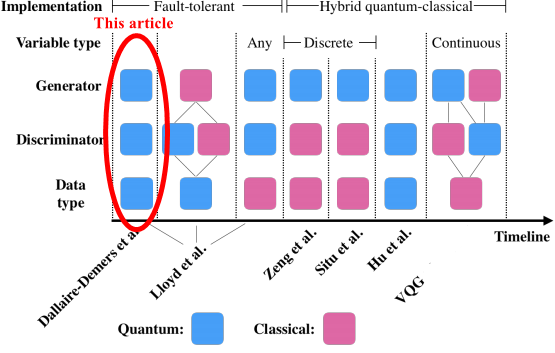 Implementation Fault-tolerant Hybrid quantum-classical
This article
Variable type Any Discrete Continuous
Generator
Discriminator
Data
type
Timeline
Dallaire-Demers et al.
Lloyd et al.
Zeng et al.
Situ et al.
Hu et al.
VQG
Quantum: Classical: